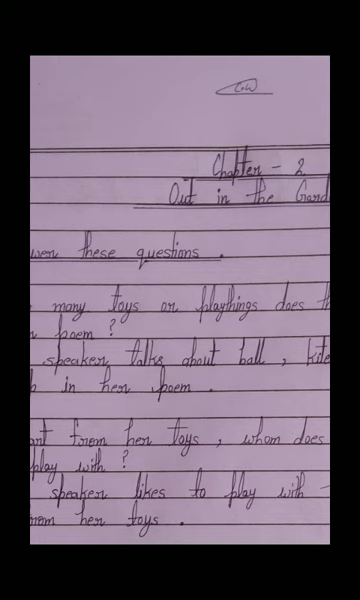 C.W
Chapter - 2
Out in the Gard
wer these questions .
many toys or playthings does th
n poem ?
speaker talks about ball , kite
in her poem .
art from her toys , whom does
play with ?
speaker likes to play with -
rom her toys .